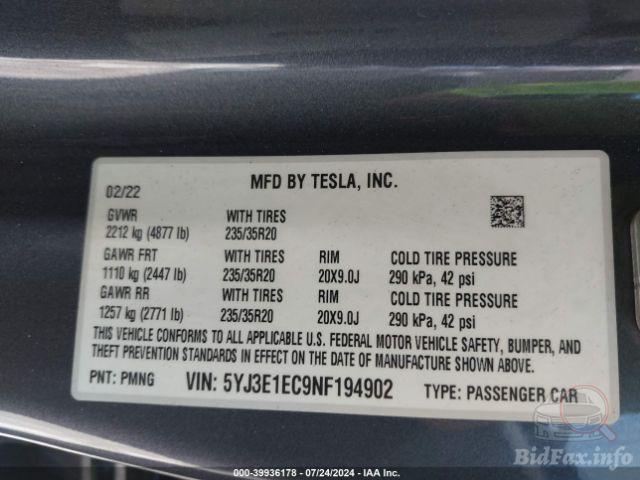 MFD BY TESLA, INC.
02/22
GVWR WITH TIRES
2212 kg (4877 lb) 235/35R20
GAWR FRT WITH TIRES RIM COLD TIRE PRESSURE
1110 kg (2447 lb) 235/35R20 20X9.0J 290 kPa, 42 psi
GAWR RR WITH TIRES RIM COLD TIRE PRESSURE
1257 kg (2771 lb) 235/35R20 20X9.0J 290 kPa, 42 psi
THIS VEHICLE CONFORMS TO ALL APPLICABLE U.S. FEDERAL MOTOR VEHICLE SAFETY, BUMPER, AND
THEFT PREVENTION STANDARDS IN EFFECT ON THE DATE OF MANUFACTURE SHOWN ABOVE.
PNT: PMNG VIN: 5YJ3E1EC9NF194902 TYPE: PASSENGER CAR
000-39936178 - 07/24/2024 - IAA Inc.
BidFax.info